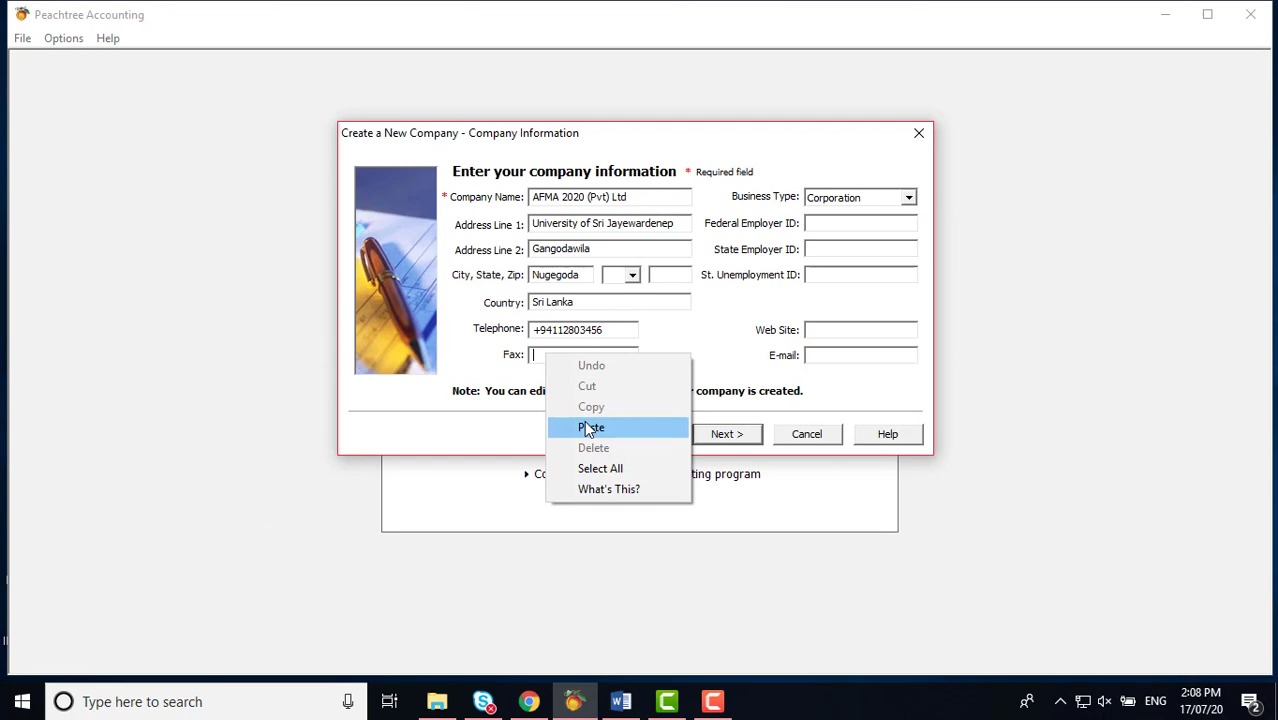 Peachtree Accounting
File Options Help
Create a New Company - Company Information
Enter your company information * Required field
* Company Name: AFMA 2020 (Pvt) Ltd Business Type: Corporation
Address Line 1: University of Sri Jayewardenep Federal Employer ID:
Address Line 2: Gangodawila State Employer ID:
City, State, Zip: Nugegoda St. Unemployment ID:
Country: Sri Lanka
Telephone: +94112803456 Web Site:
Fax: E-mail:
Undo
Cut
Copy
Paste
Delete
Select All
What's This?
Note: You can edi company is created.
Next > Cancel Help
Co ting program
Type here to search
ENG 2:08 PM
17/07/20 2